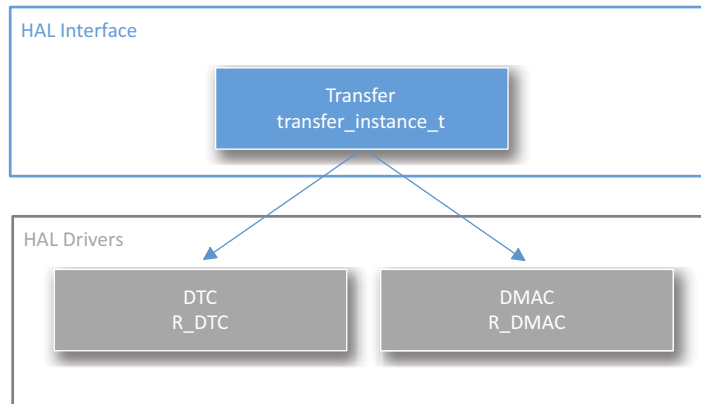 HAL Interface
Transfer
transfer_instance_t
HAL Drivers
DTC
R_DTC
DMAC
R_DMAC